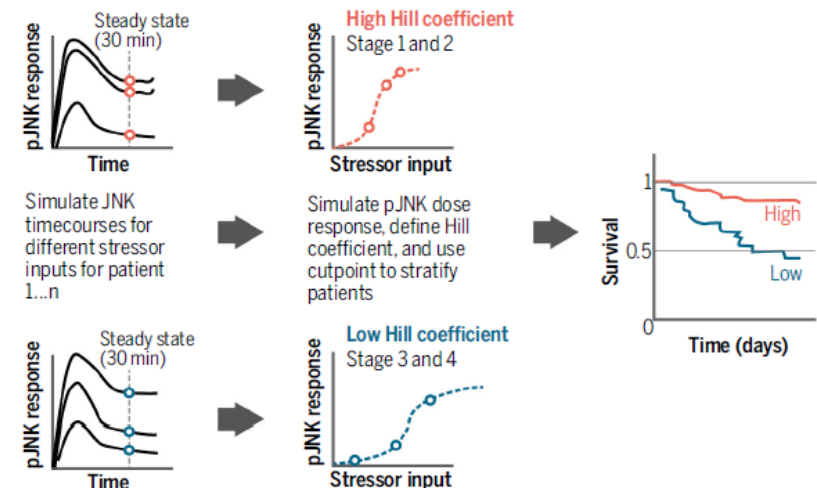 Steady state
(30 min)
pJNK response
Time
High Hill coefficient
Stage 1 and 2
pJNK response
Stressor input
Simulate JNK
timecourses for
different stressor
inputs for patient
1...n
Simulate pJNK dose
response, define Hill
coefficient, and use
cutpoint to stratify
patients
Survival
1
0.5
0
High
Low
Time (days)
Steady state
(30 min)
pJNK response
Time
Low Hill coefficient
Stage 3 and 4
pJNK response
Stressor input